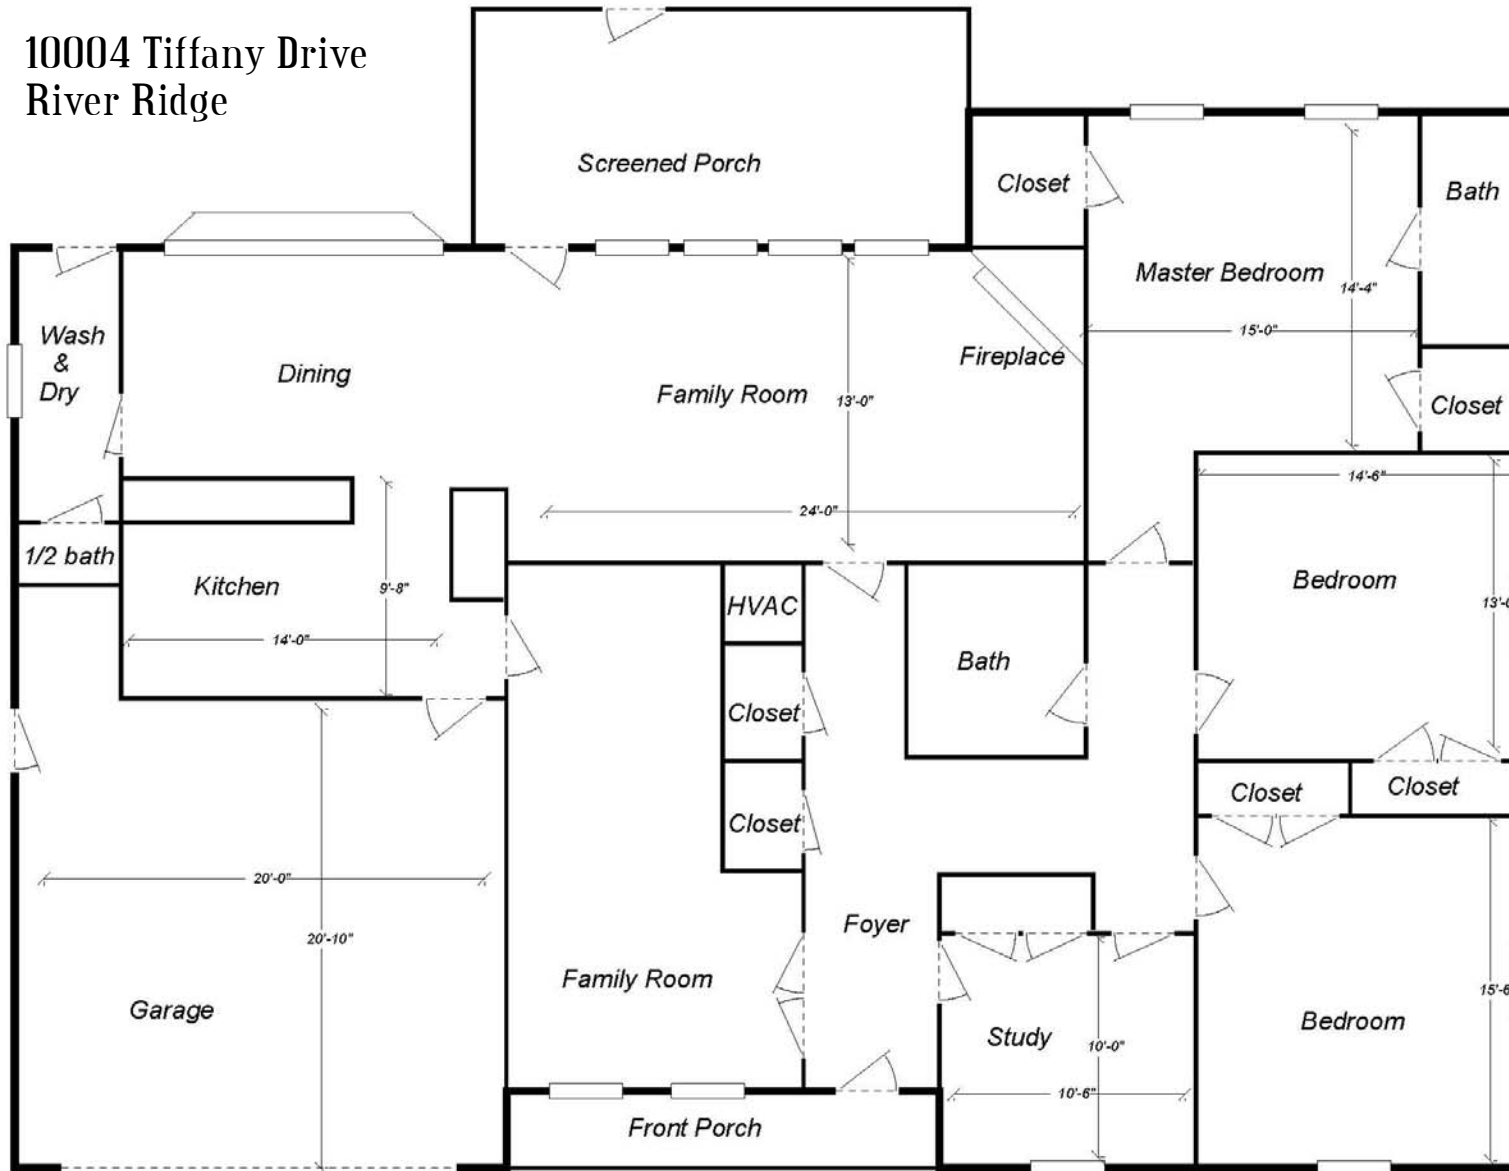 10004 Tiffany Drive
River Ridge
Screened Porch
Closet
Bath
Master Bedroom
14'-4"
15'-0"
Wash
&
Dry
Dining
Family Room
13'-0"
Fireplace
Closet
14'-6"
24'-0"
1/2 bath
Kitchen
9'-8"
14'-0"
HVAC
Bath
Bedroom
Closet
Closet
Closet
Closet
20'-0"
20'-10"
Foyer
Family Room
Garage
Study
10'-0"
10'-6"
Bedroom
Front Porch